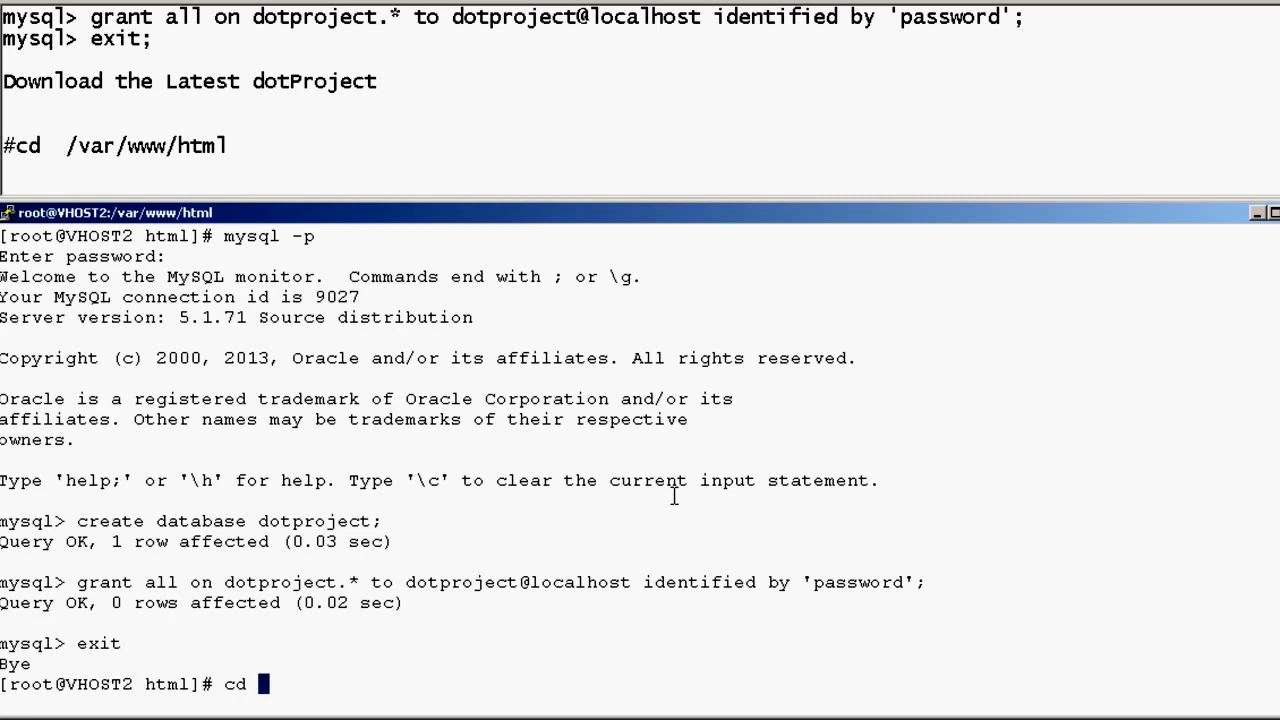 mysql> grant all on dotproject.* to dotproject@localhost identified by 'password';
mysql> exit;
Download the Latest dotProject
#cd  /var/www/html
root@VHOST2:/var/www/html
[root@VHOST2 html]# mysql -p
Enter password:
Welcome to the MySQL monitor.  Commands end with ; or \g.
Your MySQL connection id is 9027
Server version: 5.1.71 Source distribution
Copyright (c) 2000, 2013, Oracle and/or its affiliates. All rights reserved.
Oracle is a registered trademark of Oracle Corporation and/or its
affiliates. Other names may be trademarks of their respective
owners.
Type 'help;' or '\h' for help. Type '\c' to clear the current input statement.
mysql> create database dotproject;
Query OK, 1 row affected (0.03 sec)
mysql> grant all on dotproject.* to dotproject@localhost identified by 'password';
Query OK, 0 rows affected (0.02 sec)
mysql> exit
Bye
[root@VHOST2 html]# cd